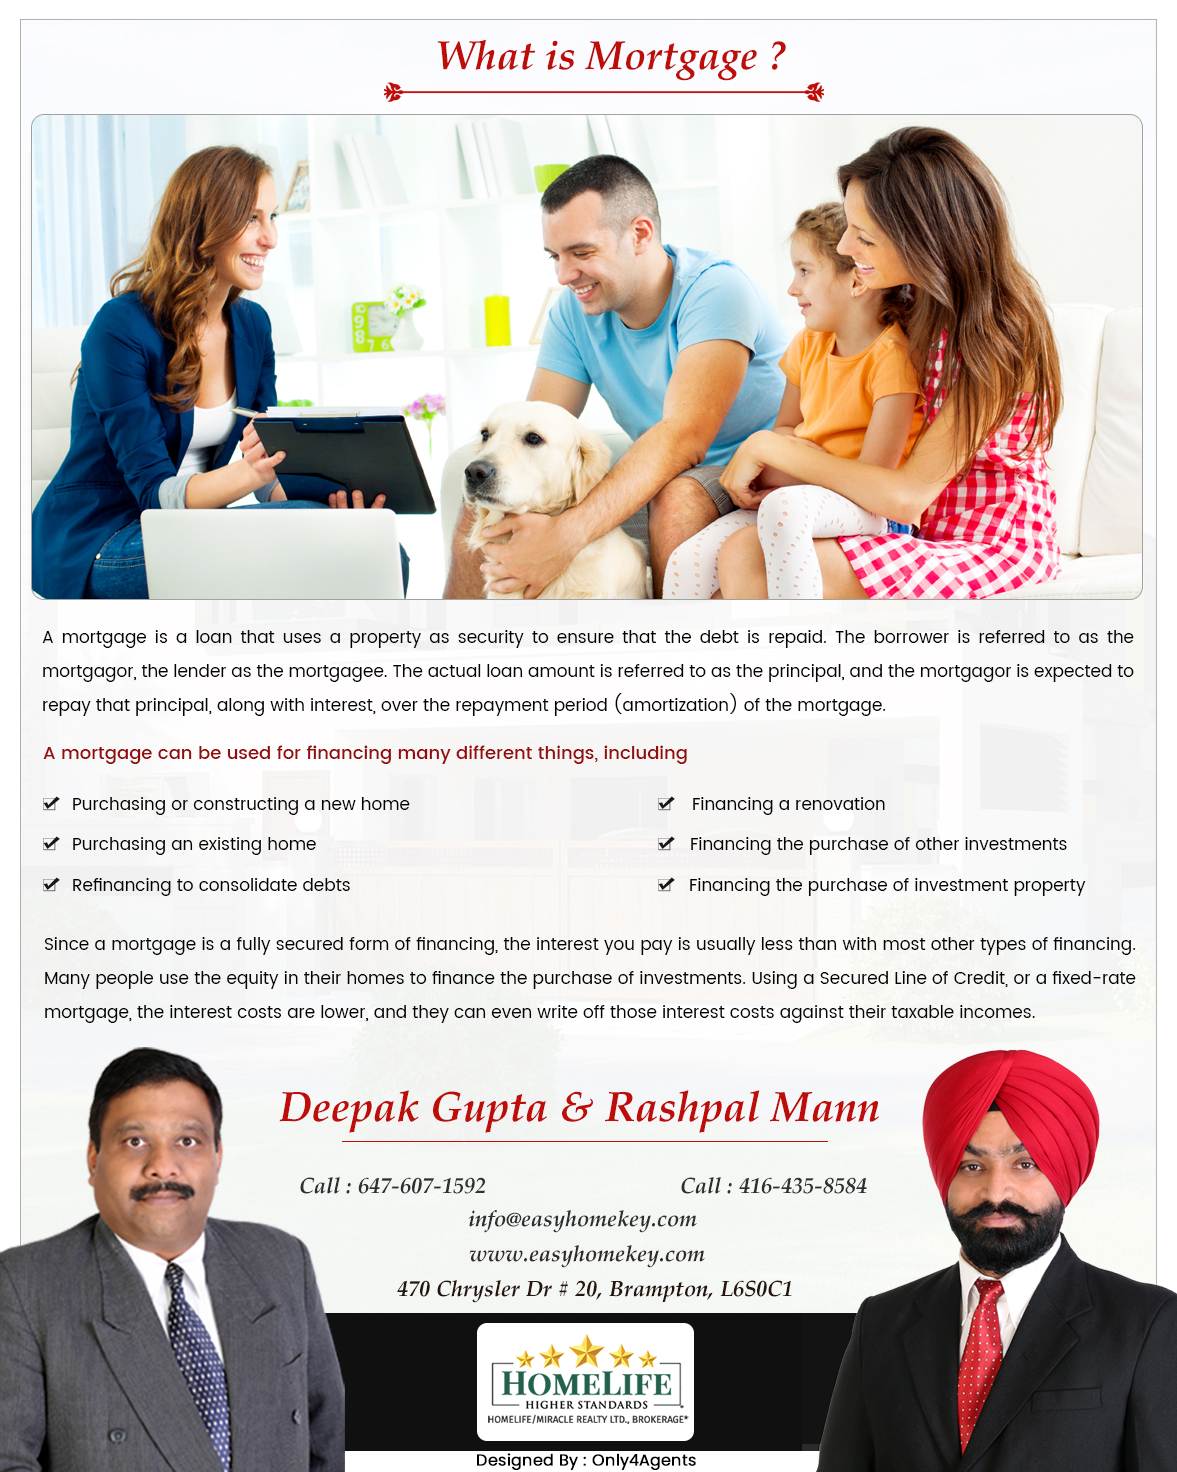 What is Mortgage ?
A mortgage is a loan that uses a property as security to ensure that the debt is repaid. The borrower is referred to as the
mortgagor, the lender as the mortgagee. The actual loan amount is referred to as the principal, and the mortgagor is expected to
repay that principal, along with interest, over the repayment period (amortization) of the mortgage.
A mortgage can be used for financing many different things, including
Purchasing or constructing a new home
Financing a renovation
Purchasing an existing home
Financing the purchase of other investments
Refinancing to consolidate debts
Financing the purchase of investment property
Since a mortgage is a fully secured form of financing, the interest you pay is usually less than with most other types of financing.
Many people use the equity in their homes to finance the purchase of investments. Using a Secured Line of Credit, or a fixed-rate
mortgage, the interest costs are lower, and they can even write off those interest costs against their taxable incomes.
Deepak Gupta & Rashpal Mann
Call : 647-607-1592
Call : 416-435-8584
info@easyhomekey.com
www.easyhomekey.com
470 Chrysler Dr # 20, Brampton, L6S0C1
HOMELIFE
HIGHER STANDARDS
HOMELIFE/MIRACLE REALTY LTD., BROKERAGE*
Designed By : Only4Agents